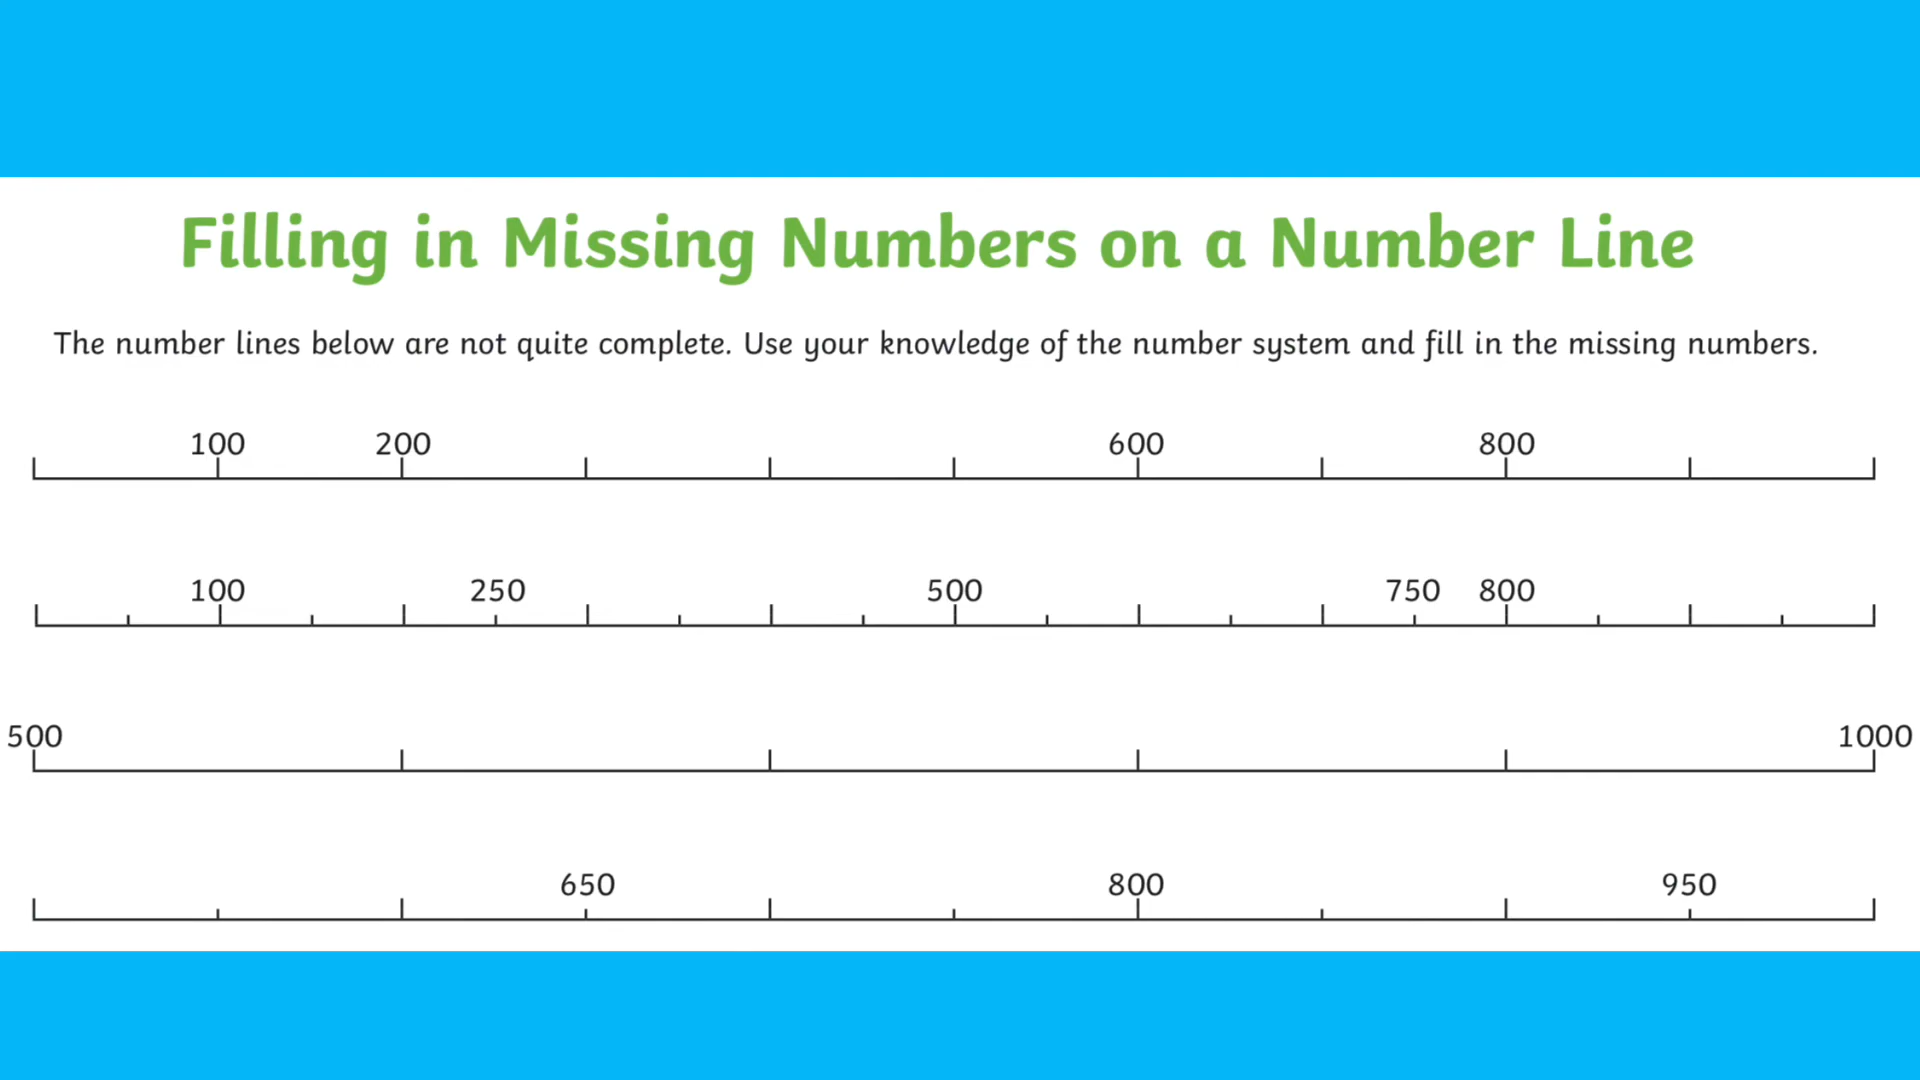 Filling in Missing Numbers on a Number Line
The number lines below are not quite complete. Use your knowledge of the number system and fill in the missing numbers.
100 200 600 800
100 250 500 750 800
500 1000
650 800 950